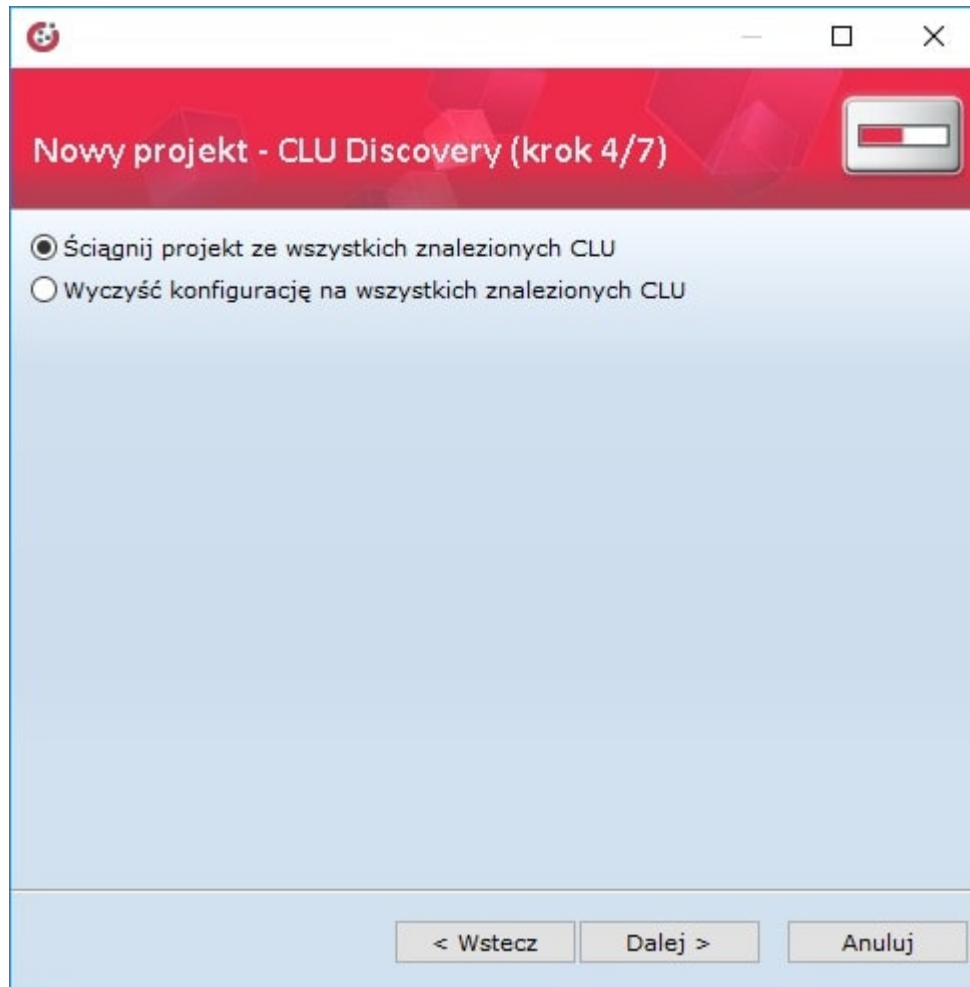 Nowy projekt - CLU Discovery (krok 4/7)
Ściągnij projekt ze wszystkich znalezionych CLU
Wyczyść konfigurację na wszystkich znalezionych CLU
< Wstecz
Dalej >
Anuluj